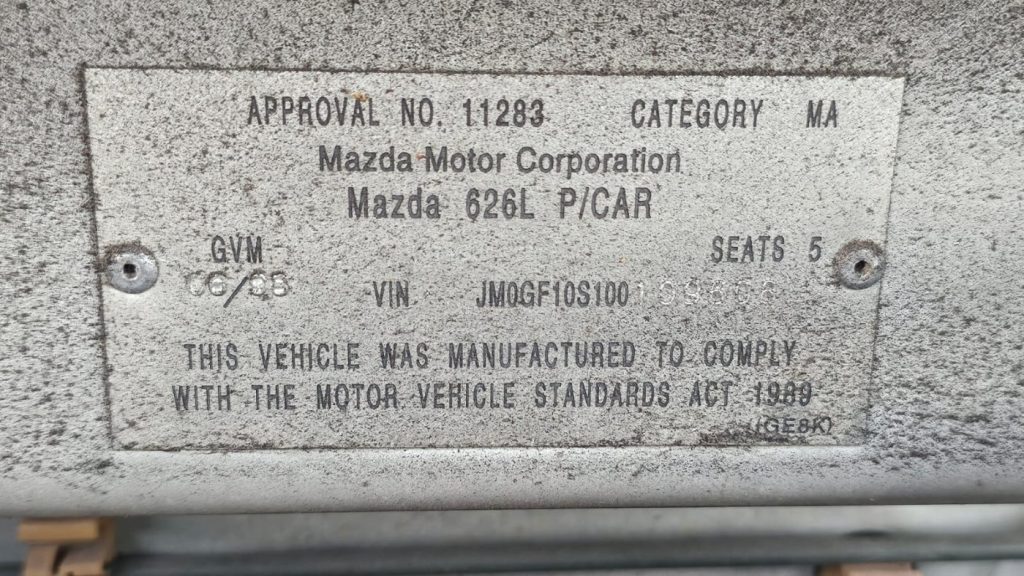 APPROVAL NO. 11283 CATEGORY MA
Mazda Motor Corporation
Mazda 626L P/CAR
GVM SEATS 5
VIN JM0GF10S100
THIS VEHICLE WAS MANUFACTURED TO COMPLY
WITH THE MOTOR VEHICLE STANDARDS ACT 1989
(GE8K)